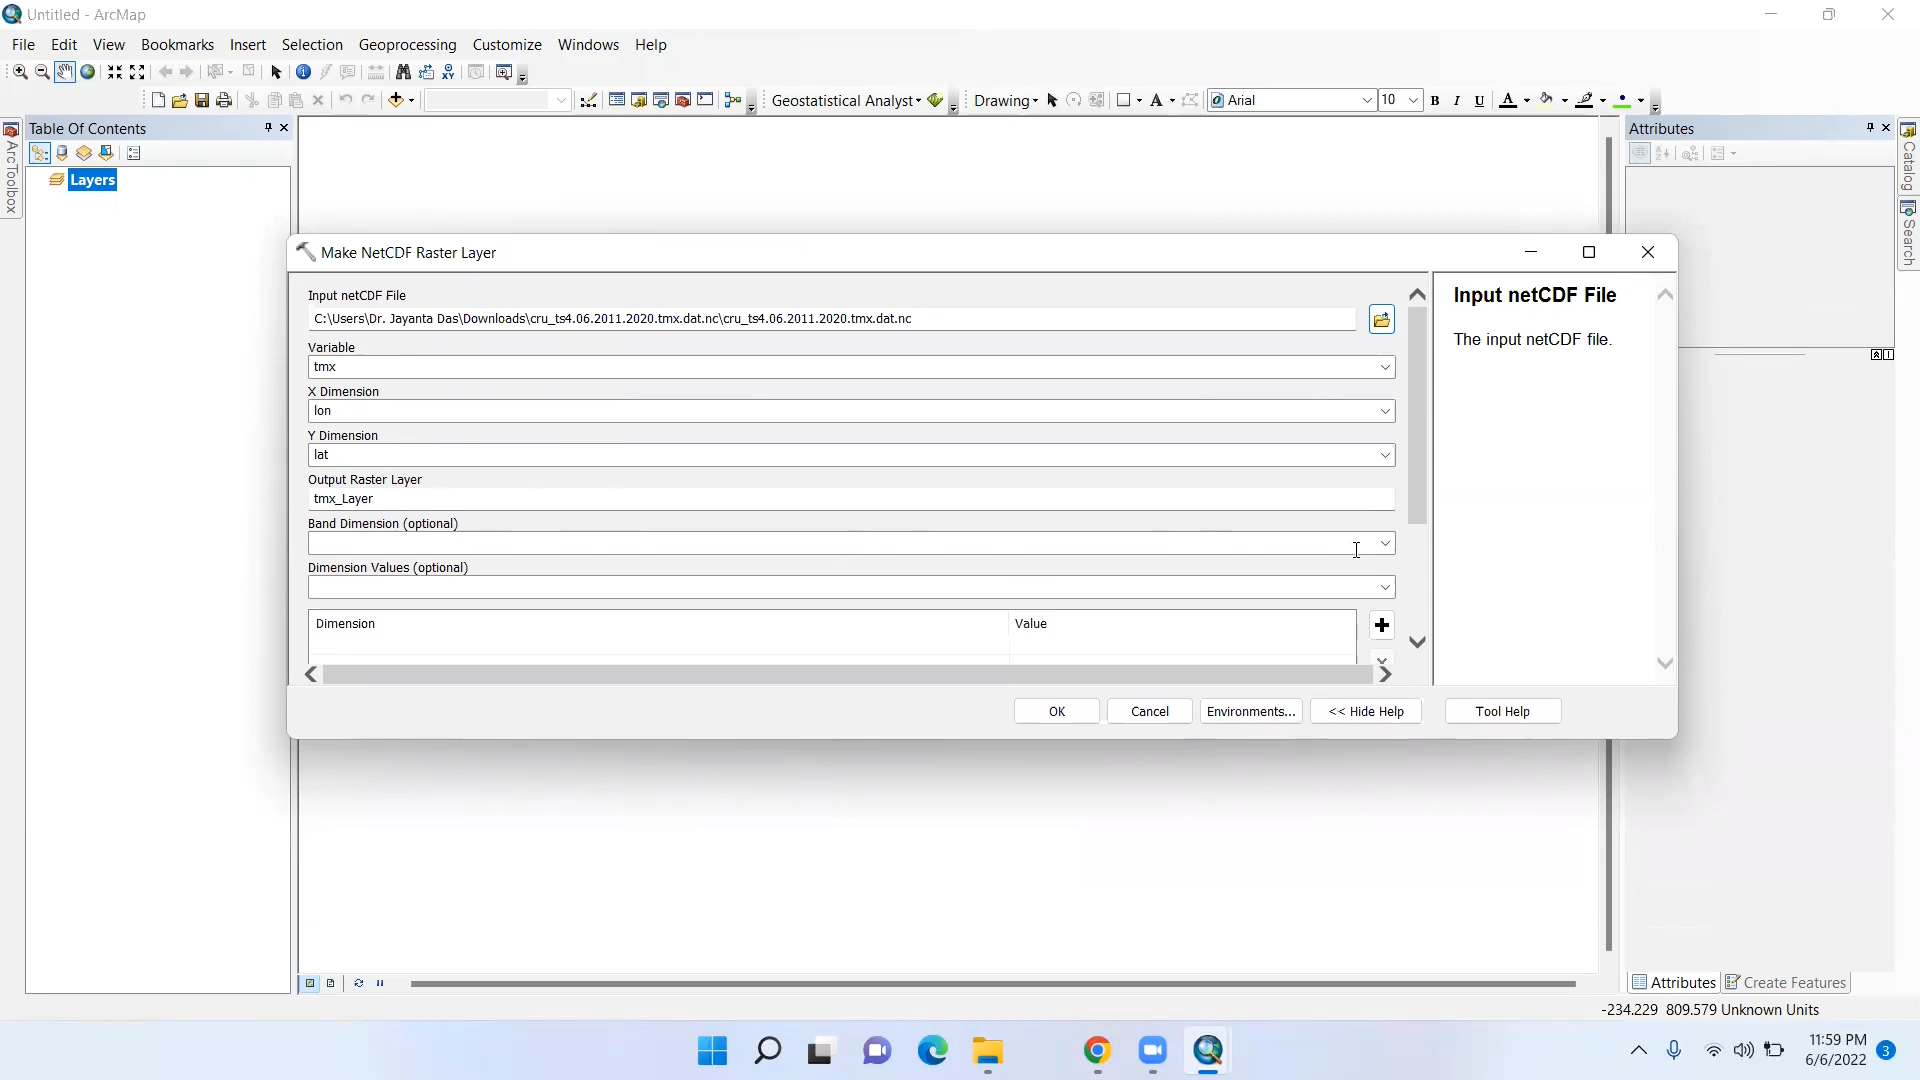 Untitled - ArcMap
File Edit View Bookmarks Insert Selection Geoprocessing Customize Windows Help
Geostatistical Analyst Drawing Arial 10 B I U A
Table Of Contents
Attributes
ArcToolbox
Catalog
Search
Layers
Make NetCDF Raster Layer
Input netCDF File
C:\Users\Dr. Jayanta Das\Downloads\cru_ts4.06.2011.2020.tmx.dat.nc\cru_ts4.06.2011.2020.tmx.dat.nc
Variable
tmx
X Dimension
lon
Y Dimension
lat
Output Raster Layer
tmx_Layer
Band Dimension (optional)
Dimension Values (optional)
Dimension Value
Input netCDF File
The input netCDF file.
OK Cancel Environments... << Hide Help Tool Help
Attributes Create Features
-234.229 809.579 Unknown Units
11:59 PM
6/6/2022
3